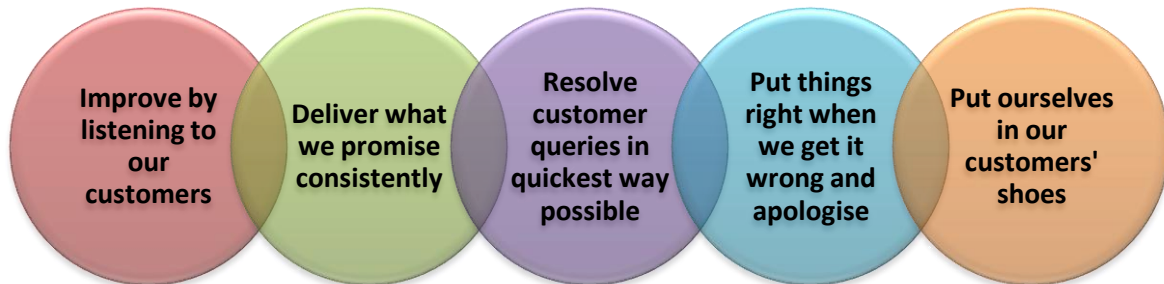 Improve by
listening to
our
customers
Deliver what
we promise
consistently
Resolve
customer
queries in
quickest way
possible
Put things
right when
we get it
wrong and
apologise
Put ourselves
in our
customers'
shoes